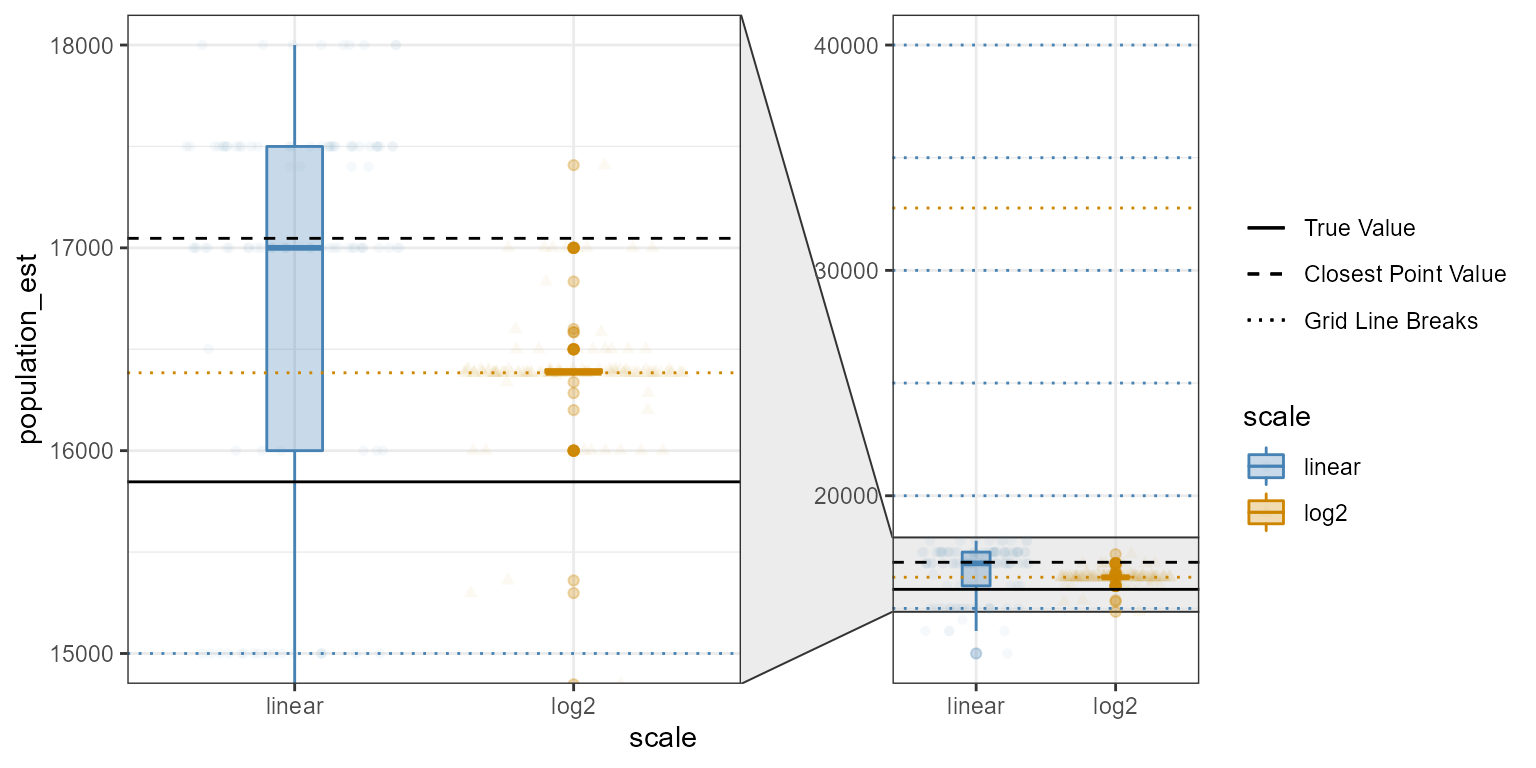 population_est
18000
17000
16000
15000
linear
log2
40000
30000
20000
linear
log2
scale
True Value
Closest Point Value
Grid Line Breaks
scale
linear
log2